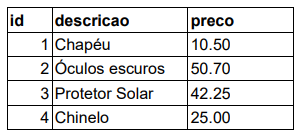 id descricao preco
1 Chapéu 10.50
2 Óculos escuros 50.70
3 Protetor Solar 42.25
4 Chinelo 25.00